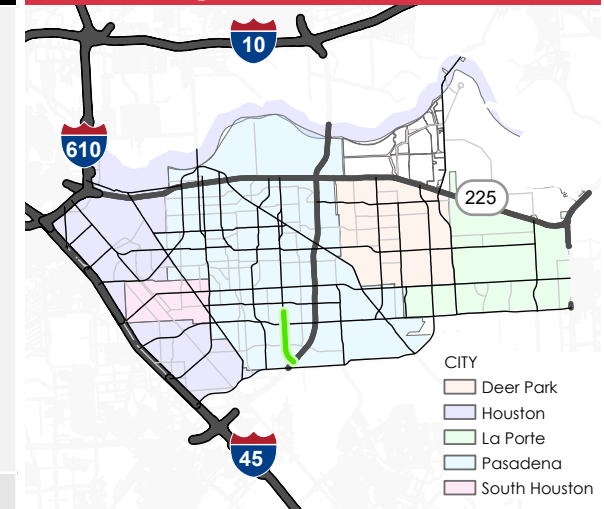 10
610
225
CITY
Deer Park
Houston
La Porte
Pasadena
South Houston
45